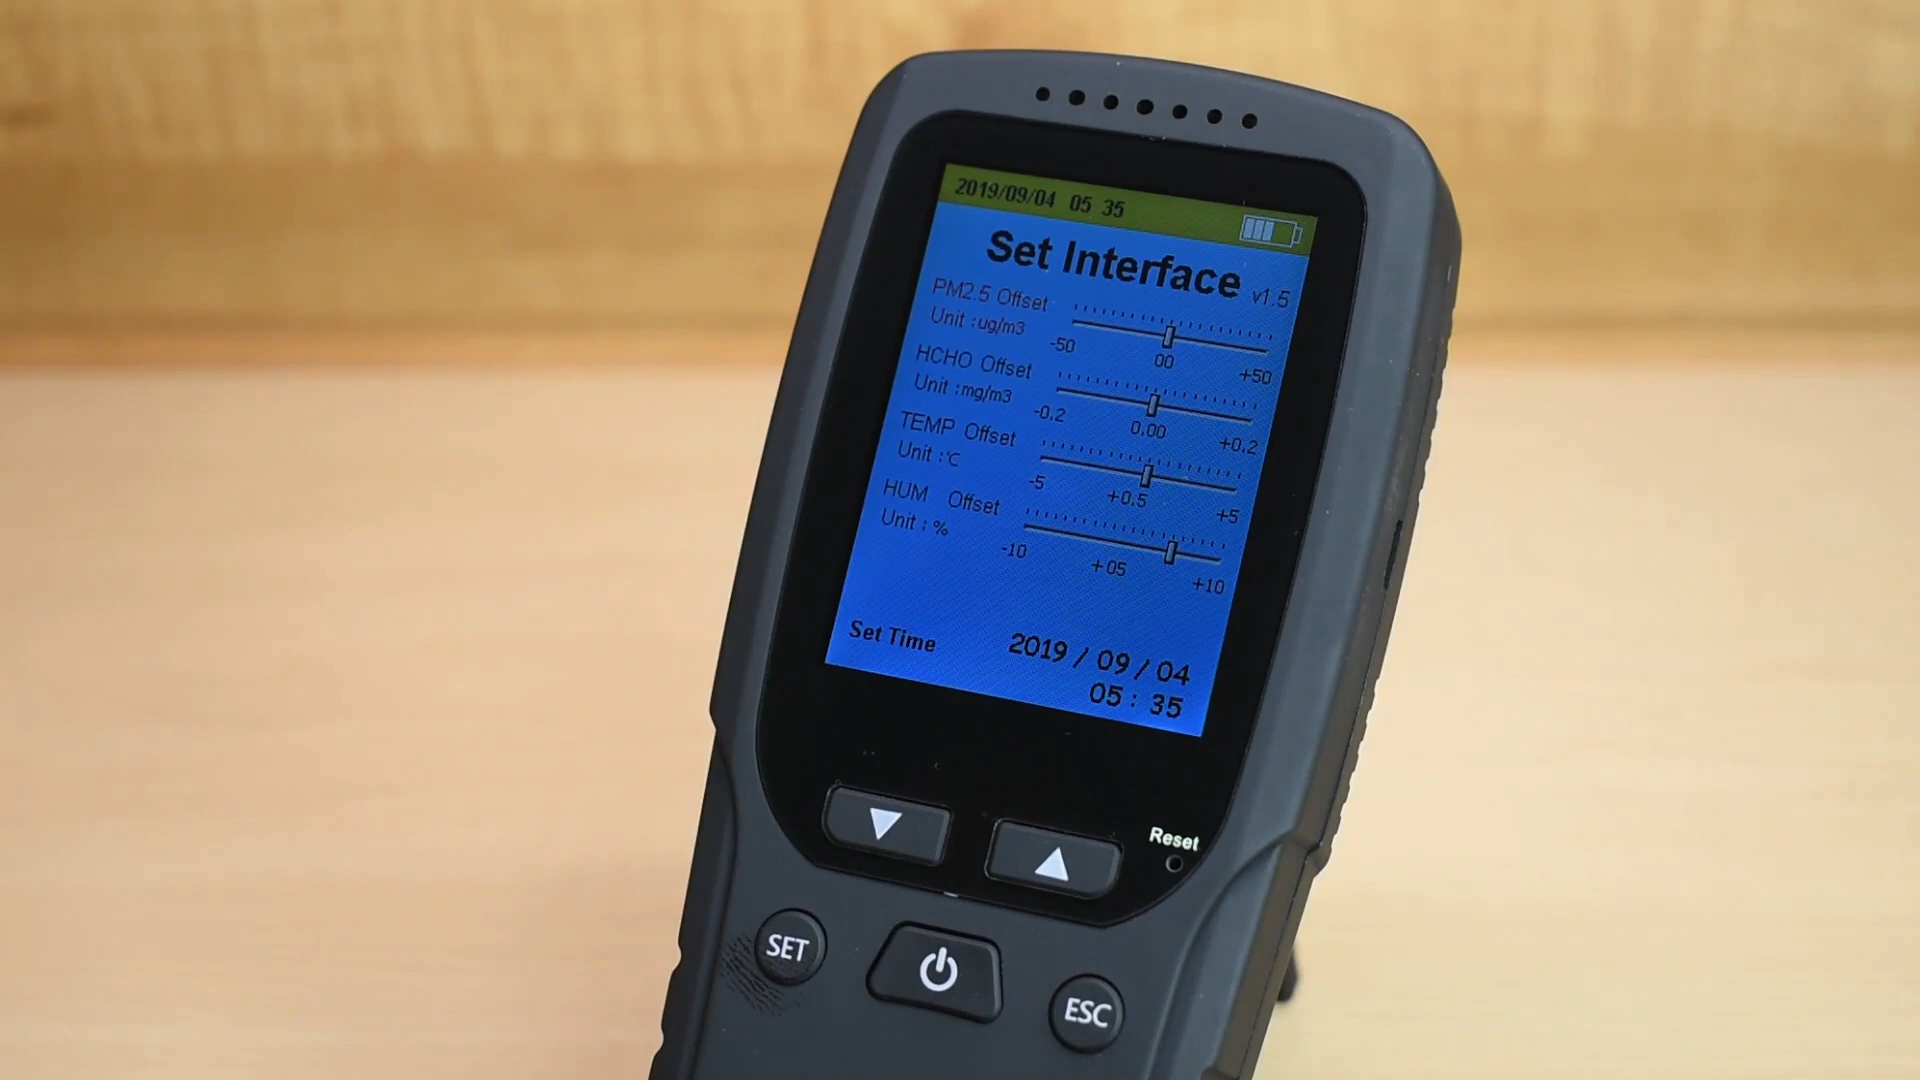 2019/09/04 05 35
Set Interface v1.5
PM2.5 Offset
Unit :ug/m3
-50 00 +50
HCHO Offset
Unit :mg/m3
-0.2 0.00 +0.2
TEMP Offset
Unit :℃
-5 +0.5 +5
HUM Offset
Unit : %
-10 +05 +10
Set Time 2019 / 09 / 04
05 : 35
Reset
SET
ESC